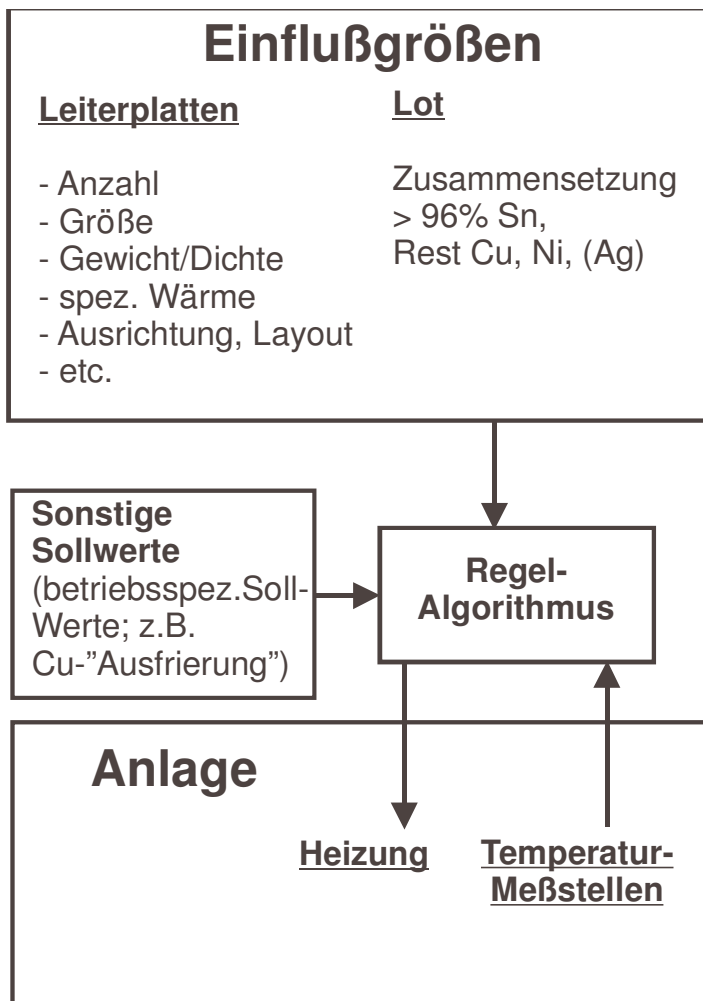 Einflußgrößen
Leiterplatten
- Anzahl
- Größe
- Gewicht/Dichte
- spez. Wärme
- Ausrichtung, Layout
- etc.
Lot
Zusammensetzung
> 96% Sn,
Rest Cu, Ni, (Ag)
Sonstige
Sollwerte
(betriebsspez.Soll-
Werte; z.B.
Cu-”Ausfrierung”)
Regel-
Algorithmus
Anlage
Heizung
Temperatur-
Meßstellen